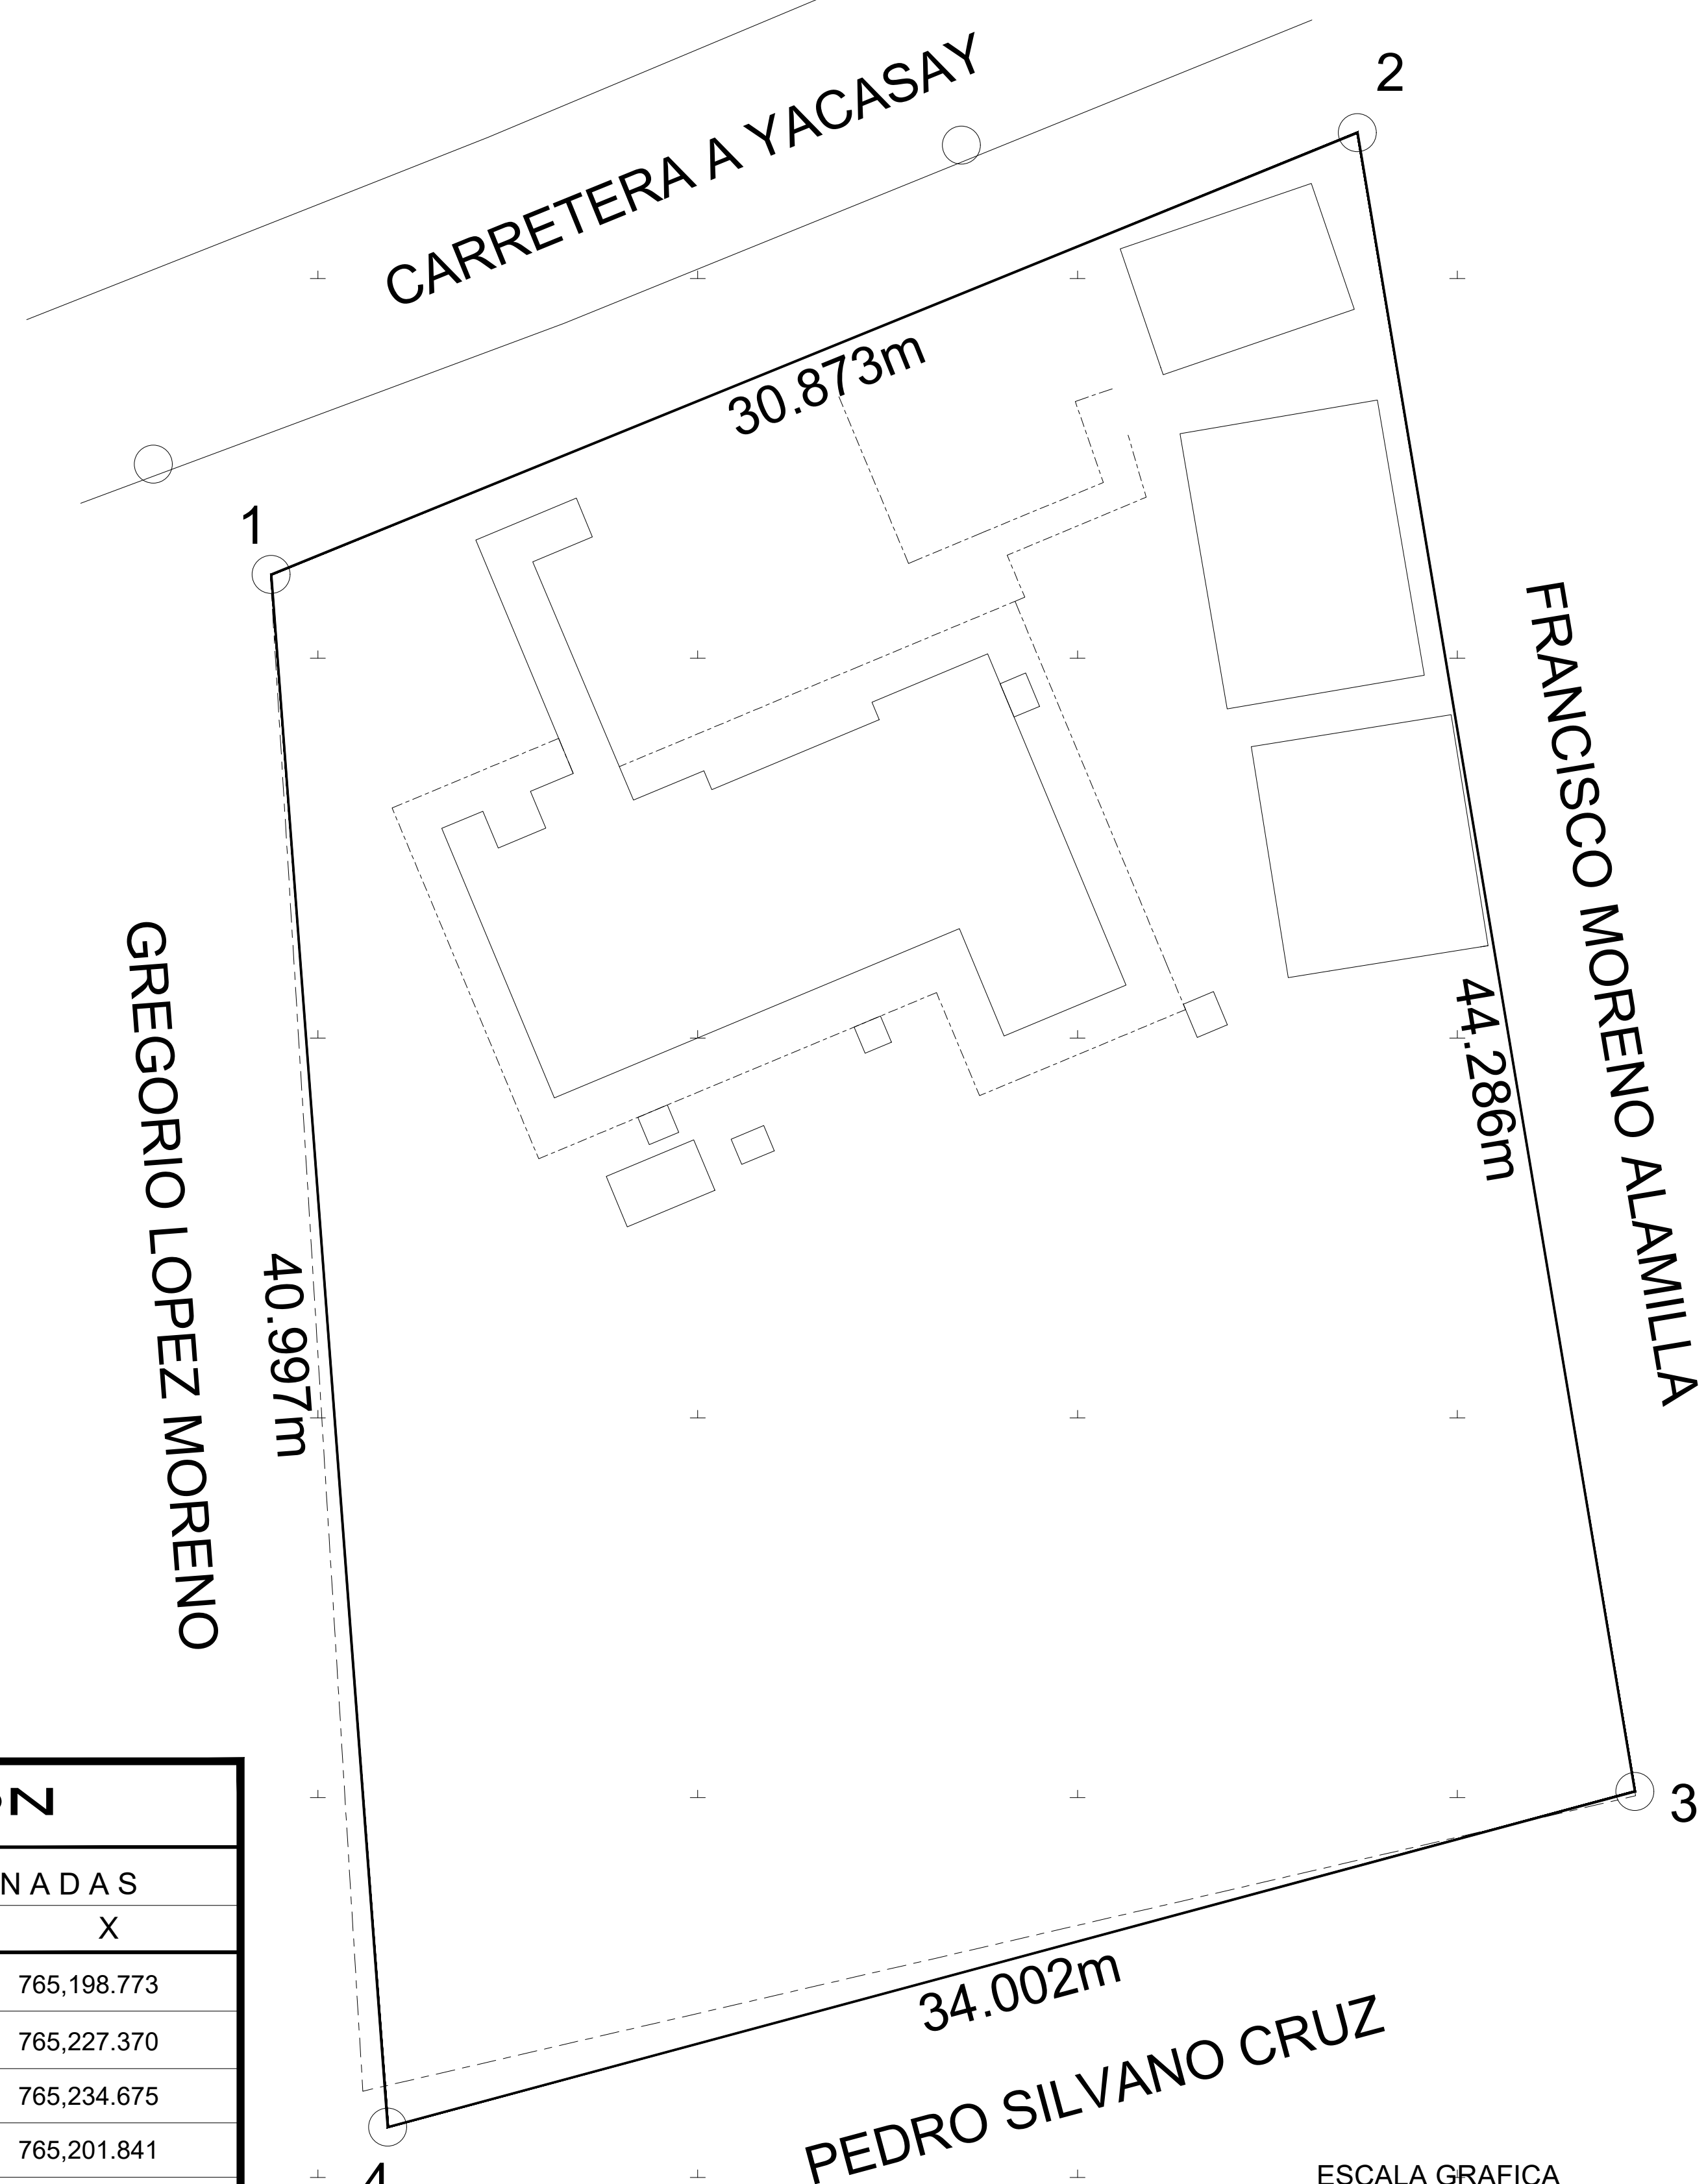 CARRETERA A YACASAY
2
30.873m
1
FRANCISCO MORENO ALAMILLA
44.286m
GREGORIO LOPEZ MORENO
40.997m
3
34.002m
PEDRO SILVANO CRUZ
4
N A D A S
X
765,198.773
765,227.370
765,234.675
765,201.841
ESCALA GRAFICA